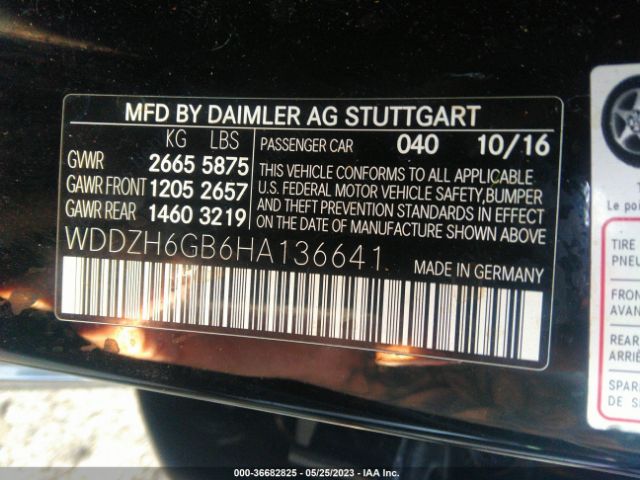 MFD BY DAIMLER AG STUTTGART
KG LBS
GVWR 2665 5875
GAWR FRONT 1205 2657
GAWR REAR 1460 3219
PASSENGER CAR 040 10/16
THIS VEHICLE CONFORMS TO ALL APPLICABLE
U.S. FEDERAL MOTOR VEHICLE SAFETY,BUMPER
AND THEFT PREVENTION STANDARDS IN EFFECT
ON THE DATE OF MANUFACTURE SHOWN ABOVE.
WDDZH6GB6HA136641
MADE IN GERMANY
Le poi
TIRE
PNEU
FRON
AVAN
REAR
ARRIÈ
SPAR
DE S
000-36682825 - 05/25/2023 - IAA Inc.